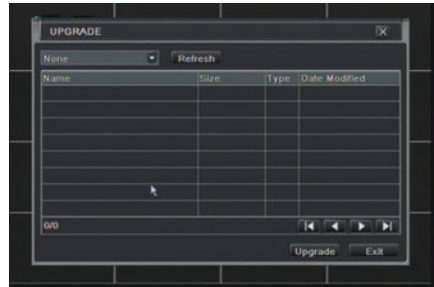 UPGRADE
None Refresh
Name Size Type Date Modified
0/0
Upgrade Exit